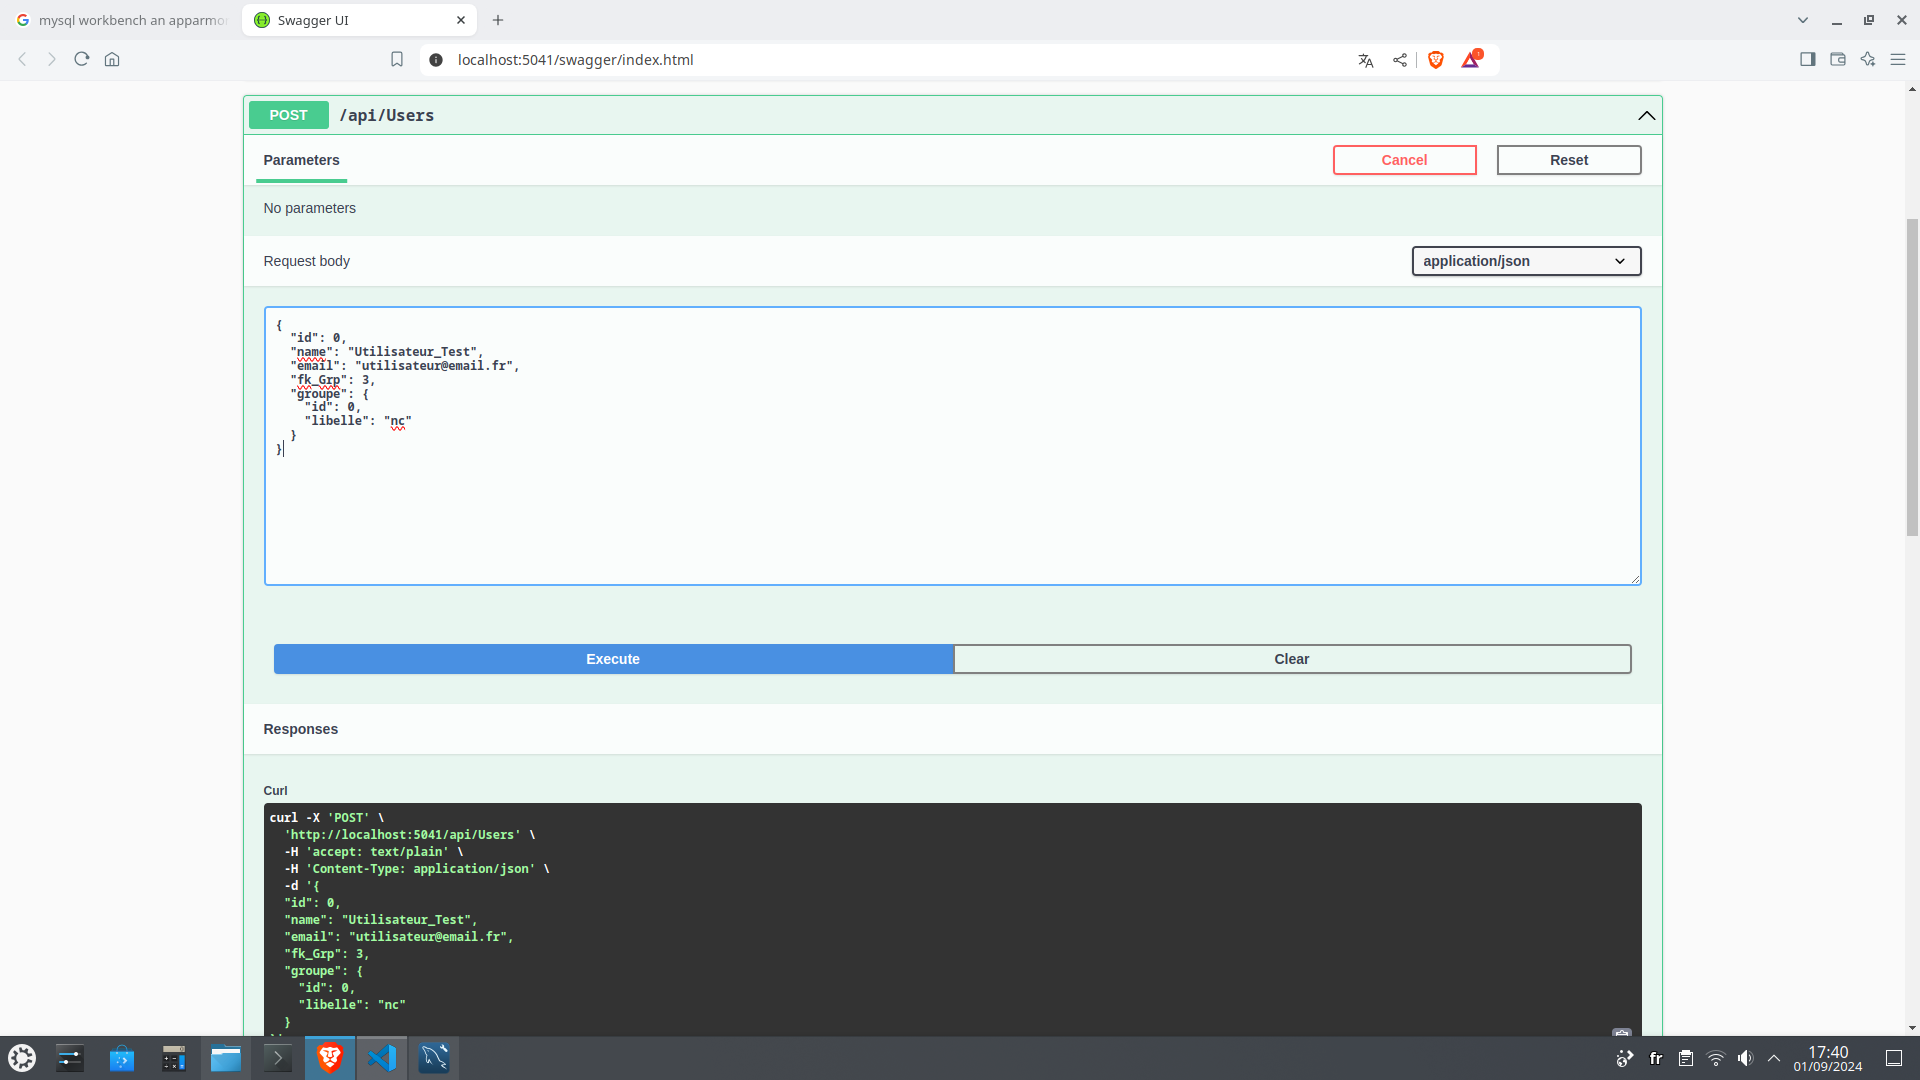 mysql workbench an apparmor
Swagger UI
localhost:5041/swagger/index.html
1
POST /api/Users
Parameters
Cancel
Reset
No parameters
Request body
application/json
{
"id": 0,
"name": "Utilisateur_Test",
"email": "utilisateur@email.fr",
"fk_Grp": 3,
"groupe": {
"id": 0,
"libelle": "nc"
}
}
Execute
Clear
Responses
Curl
curl -X 'POST' \
'http://localhost:5041/api/Users' \
-H 'accept: text/plain' \
-H 'Content-Type: application/json' \
-d '{
"id": 0,
"name": "Utilisateur_Test",
"email": "utilisateur@email.fr",
"fk_Grp": 3,
"groupe": {
"id": 0,
"libelle": "nc"
}
fr
17:40
01/09/2024